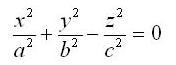 x²/a² + y²/b² − z²/c² = 0